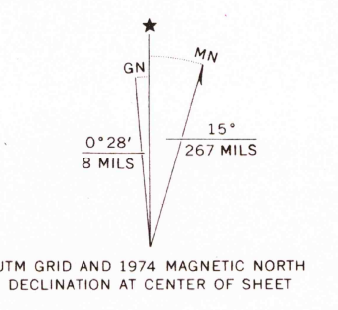 ★
MN
GN
0°28'
8 MILS
15°
267 MILS
UTM GRID AND 1974 MAGNETIC NORTH
DECLINATION AT CENTER OF SHEET